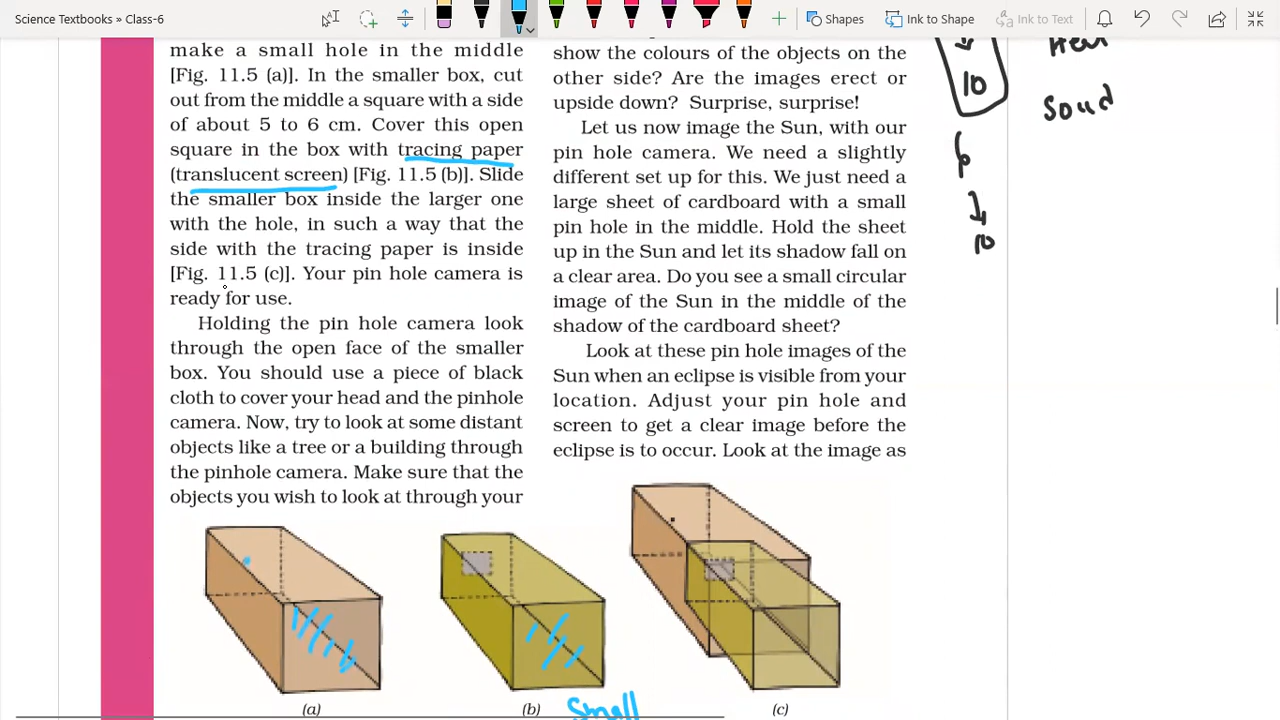 Science Textbooks » Class-6
Shapes
Ink to Shape
Ink to Text
make a small hole in the middle
[Fig. 11.5 (a)]. In the smaller box, cut
out from the middle a square with a side
of about 5 to 6 cm. Cover this open
square in the box with tracing paper
(translucent screen) [Fig. 11.5 (b)]. Slide
the smaller box inside the larger one
with the hole, in such a way that the
side with the tracing paper is inside
[Fig. 11.5 (c)]. Your pin hole camera is
ready for use.
Holding the pin hole camera look
through the open face of the smaller
box. You should use a piece of black
cloth to cover your head and the pinhole
camera. Now, try to look at some distant
objects like a tree or a building through
the pinhole camera. Make sure that the
objects you wish to look at through your
show the colours of the objects on the
other side? Are the images erect or
upside down? Surprise, surprise!
Let us now image the Sun, with our
pin hole camera. We need a slightly
different set up for this. We just need a
large sheet of cardboard with a small
pin hole in the middle. Hold the sheet
up in the Sun and let its shadow fall on
a clear area. Do you see a small circular
image of the Sun in the middle of the
shadow of the cardboard sheet?
Look at these pin hole images of the
Sun when an eclipse is visible from your
location. Adjust your pin hole and
screen to get a clear image before the
eclipse is to occur. Look at the image as
(a)
(b)
Small
(c)
10
10